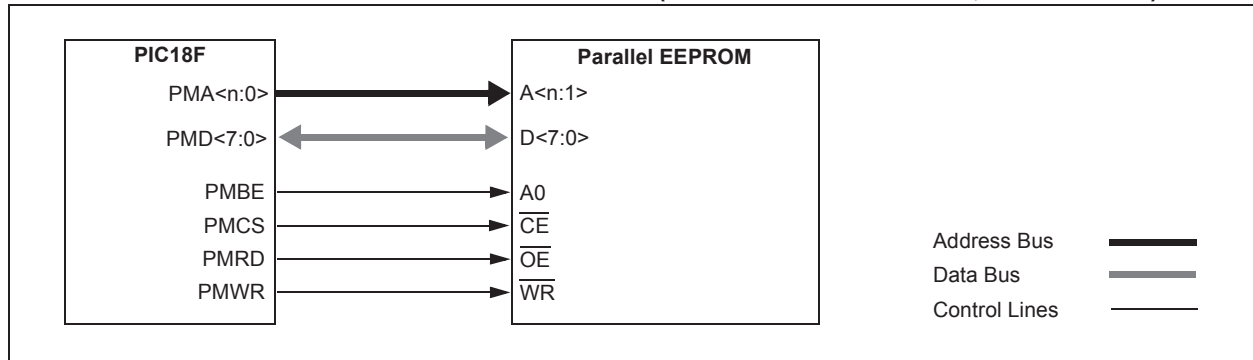 PIC18F
Parallel EEPROM
PMA<n:0>
A<n:1>
PMD<7:0>
D<7:0>
PMBE
A0
PMCS
CE
PMRD
OE
PMWR
WR
Address Bus
Data Bus
Control Lines